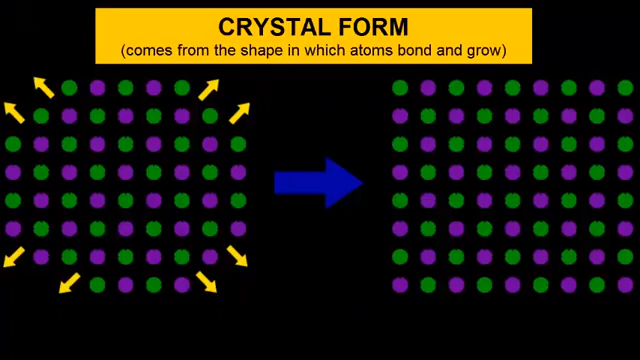 CRYSTAL FORM
(comes from the shape in which atoms bond and grow)